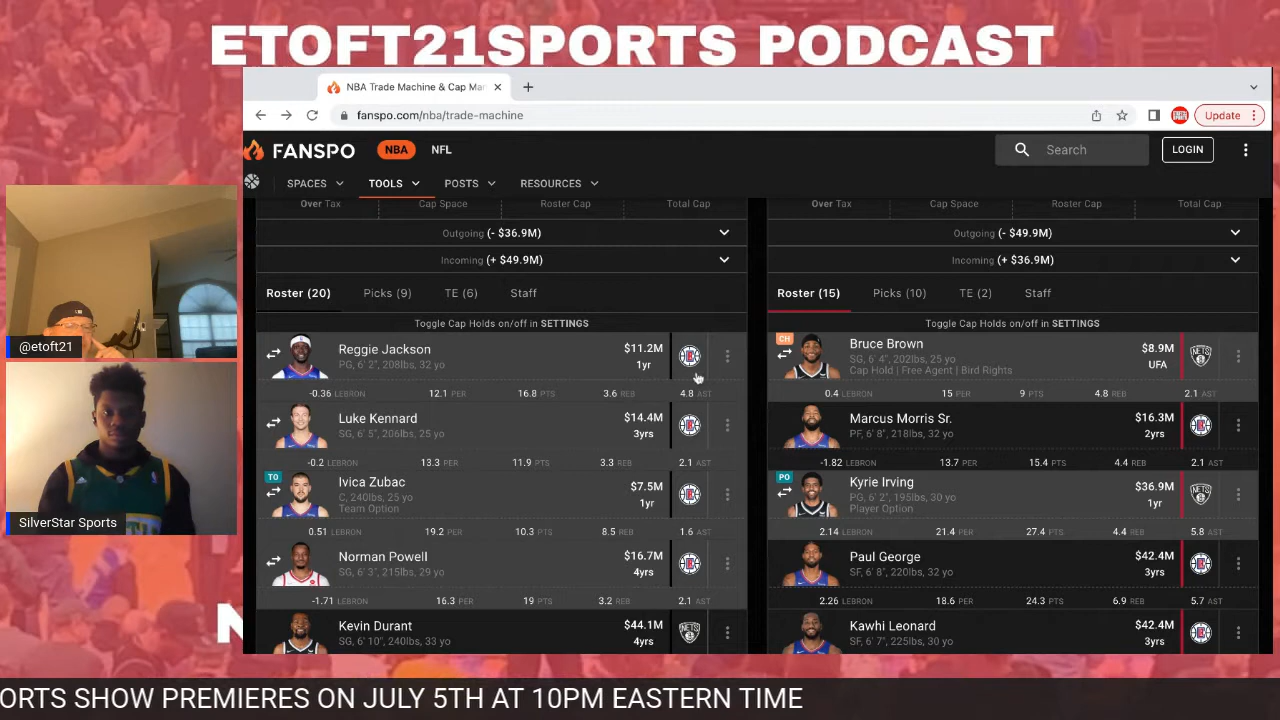 ETOFT21SPORTS PODCAST
NBA Trade Machine & Cap Ma
fanspo.com/nba/trade-machine
Update
FANSPO
NBA
NFL
Search
LOGIN
SPACES
TOOLS
POSTS
RESOURCES
Over Tax Cap Space Roster Cap Total Cap
Outgoing (- $36.9M)
Incoming (+ $49.9M)
Roster (20) Picks (9) TE (6) Staff
Toggle Cap Holds on/off in SETTINGS
Reggie Jackson $11.2M
PG, 6' 2", 208lbs, 32 yo 1yr
-0.36 LEBRON 12.1 PER 16.8 PTS 3.6 REB 4.8 AST
Luke Kennard $14.4M
SG, 6' 5", 206lbs, 25 yo 3yrs
-0.2 LEBRON 13.3 PER 11.9 PTS 3.3 REB 2.1 AST
TO
Ivica Zubac $7.5M
C, 240lbs, 25 yo 1yr
Team Option
0.51 LEBRON 19.2 PER 10.3 PTS 8.5 REB 1.6 AST
Norman Powell $16.7M
SG, 6' 3", 215lbs, 29 yo 4yrs
-1.71 LEBRON 16.3 PER 19 PTS 3.2 REB 2.1 AST
Kevin Durant $44.1M
SG, 6' 10", 240lbs, 33 yo 4yrs
Over Tax Cap Space Roster Cap Total Cap
Outgoing (- $49.9M)
Incoming (+ $36.9M)
Roster (15) Picks (10) TE (2) Staff
Toggle Cap Holds on/off in SETTINGS
CH
Bruce Brown $8.9M
SG, 6' 4", 202lbs, 25 yo UFA
Cap Hold | Free Agent | Bird Rights
0.4 LEBRON 15 PER 9 PTS 4.8 REB 2.1 AST
Marcus Morris Sr. $16.3M
PF, 6' 8", 218lbs, 32 yo 2yrs
-1.82 LEBRON 13.7 PER 15.4 PTS 4.4 REB 2.1 AST
PO
Kyrie Irving $36.9M
PG, 6' 2", 195lbs, 30 yo 1yr
Player Option
2.14 LEBRON 21.4 PER 27.4 PTS 4.4 REB 5.8 AST
Paul George $42.4M
SF, 6' 8", 220lbs, 32 yo 3yrs
2.26 LEBRON 18.6 PER 24.3 PTS 6.9 REB 5.7 AST
Kawhi Leonard $42.4M
SF, 6' 7", 225lbs, 30 yo 3yrs
@etoft21
SilverStar Sports
N
ORTS SHOW PREMIERES ON JULY 5TH AT 10PM EASTERN TIME